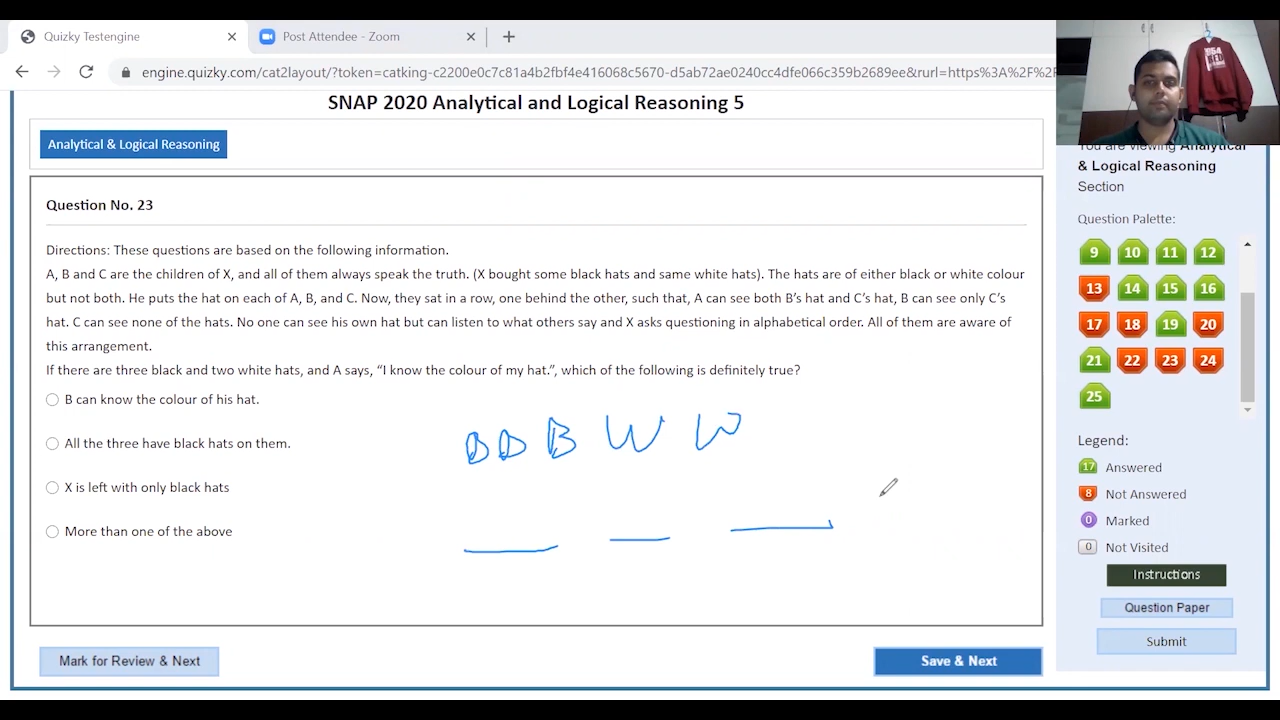 Quizky Testengine
Post Attendee - Zoom
SNAP 2020 Analytical and Logical Reasoning 5
engine.quizky.com/cat2layout/?token=catking-c2200e0c7c81a4b2fbf4e416068c5670-d5ab72ae0240cc4dfe066c359b2689ee&rurl=https%3A%2F%2F
Analytical & Logical Reasoning
Question No. 23
Directions: These questions are based on the following information.
A, B and C are the children of X, and all of them always speak the truth. (X bought some black hats and same white hats). The hats are of either black or white colour
but not both. He puts the hat on each of A, B, and C. Now, they sat in a row, one behind the other, such that, A can see both B’s hat and C’s hat, B can see only C’s
hat. C can see none of the hats. No one can see his own hat but can listen to what others say and X asks questioning in alphabetical order. All of them are aware of
this arrangement.
If there are three black and two white hats, and A says, “I know the colour of my hat.”, which of the following is definitely true?
B can know the colour of his hat.
All the three have black hats on them.
X is left with only black hats
More than one of the above
B B B W W
Mark for Review & Next
Save & Next
You are viewing Analytical
& Logical Reasoning
Section
Question Palette:
9 10 11 12
13 14 15 16
17 18 19 20
21 22 23 24
25
Legend:
17 Answered
8 Not Answered
0 Marked
0 Not Visited
Instructions
Question Paper
Submit